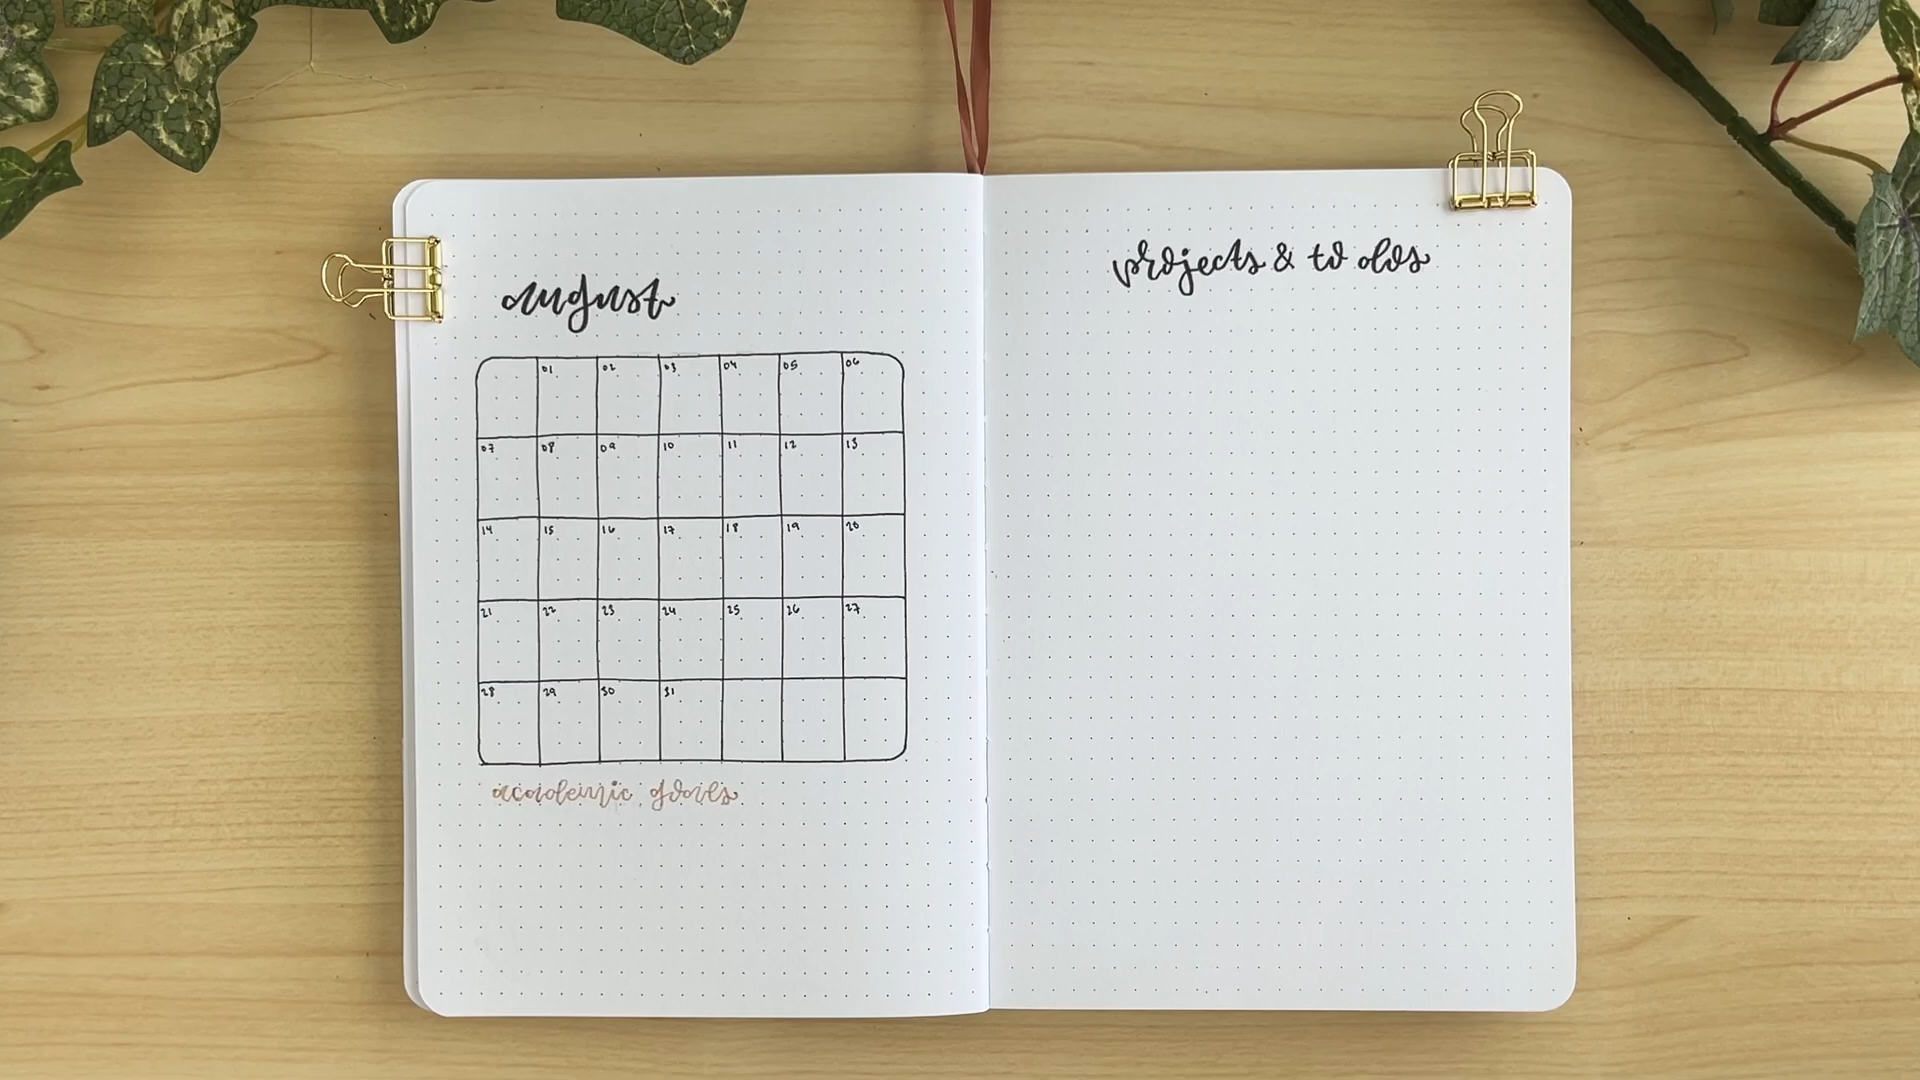 august
01 02 03 04 05 06
07 08 09 10 11 12 13
14 15 16 17 18 19 20
21 22 23 24 25 26 27
28 29 30 31
academic goals
projects & to dos